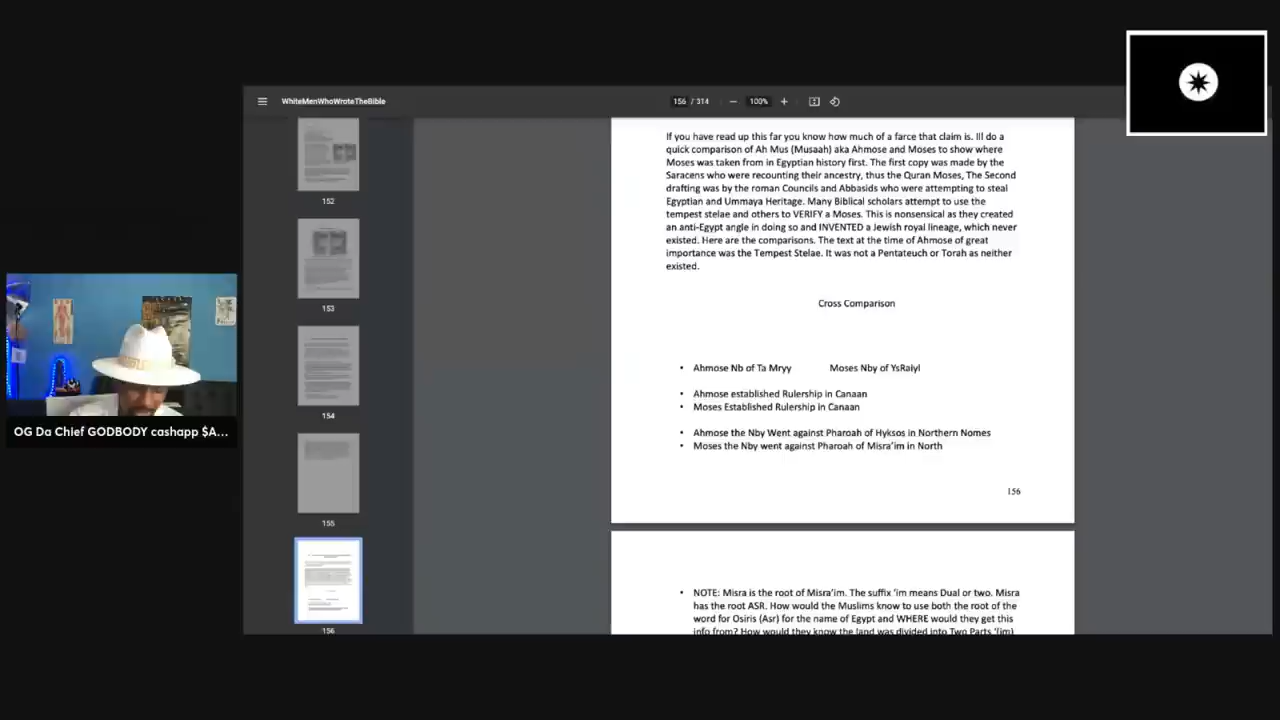 WhiteMenWhoWroteTheBible
156 / 314
100%
152
153
154
155
156
If you have read up this far you know how much of a farce that claim is. Ill do a
quick comparison of Ah Mus (Musaah) aka Ahmose and Moses to show where
Moses was taken from in Egyptian history first. The first copy was made by the
Saracens who were recounting their ancestry, thus the Quran Moses, The Second
drafting was by the roman Councils and Abbasids who were attempting to steal
Egyptian and Ummaya Heritage. Many Biblical scholars attempt to use the
tempest stelae and others to VERIFY a Moses. This is nonsensical as they created
an anti-Egypt angle in doing so and INVENTED a Jewish royal lineage, which never
existed. Here are the comparisons. The text at the time of Ahmose of great
importance was the Tempest Stelae. It was not a Pentateuch or Torah as neither
existed.
Cross Comparison
• Ahmose Nb of Ta Mryy Moses Nby of YsRaiyl
• Ahmose established Rulership in Canaan
• Moses Established Rulership in Canaan
• Ahmose the Nby Went against Pharoah of Hyksos in Northern Nomes
• Moses the Nby went against Pharoah of Misra'im in North
156
• NOTE: Misra is the root of Misra'im. The suffix 'im means Dual or two. Misra
has the root ASR. How would the Muslims know to use both the root of the
word for Osiris (Asr) for the name of Egypt and WHERE would they get this
info from? How would they know the land was divided into Two Parts '(im)
OG Da Chief GODBODY cashapp $A...